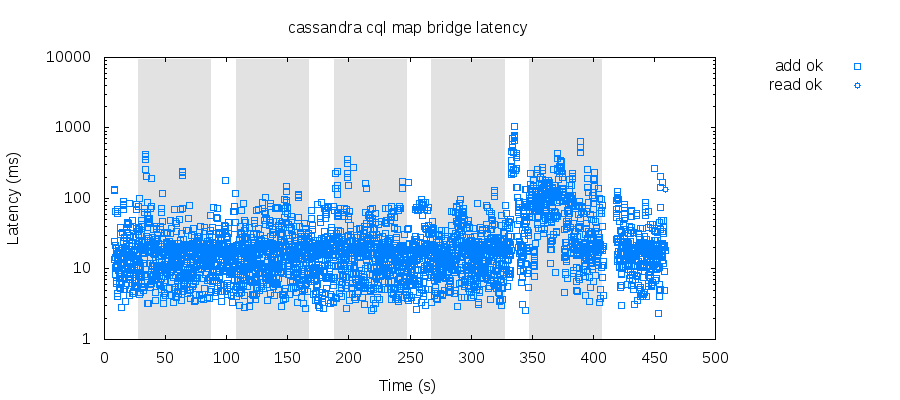 cassandra cql map bridge latency
10000
1000
100
10
1
0 50 100 150 200 250 300 350 400 450 500
Latency (ms)
Time (s)
add ok
read ok